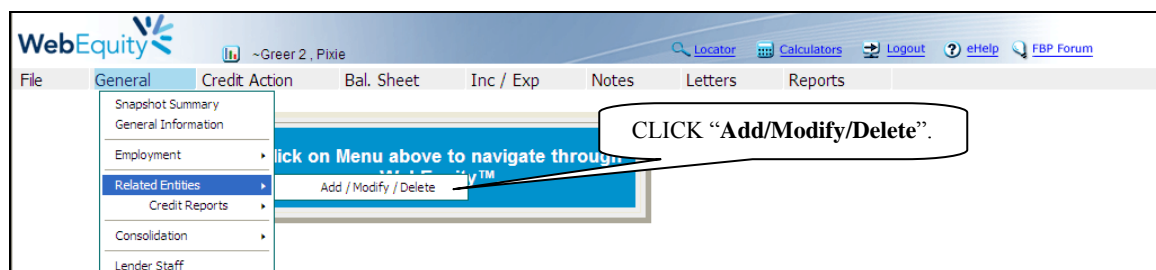 WebEquity
~Greer 2 , Pixie
Locator Calculators Logout eHelp FBP Forum
File General Credit Action Bal. Sheet Inc / Exp Notes Letters Reports
Snapshot Summary
General Information
Employment
Related Entities
Credit Reports
Consolidation
Lender Staff
Add / Modify / Delete
lick on Menu above to navigate through
ity™
CLICK “Add/Modify/Delete”.